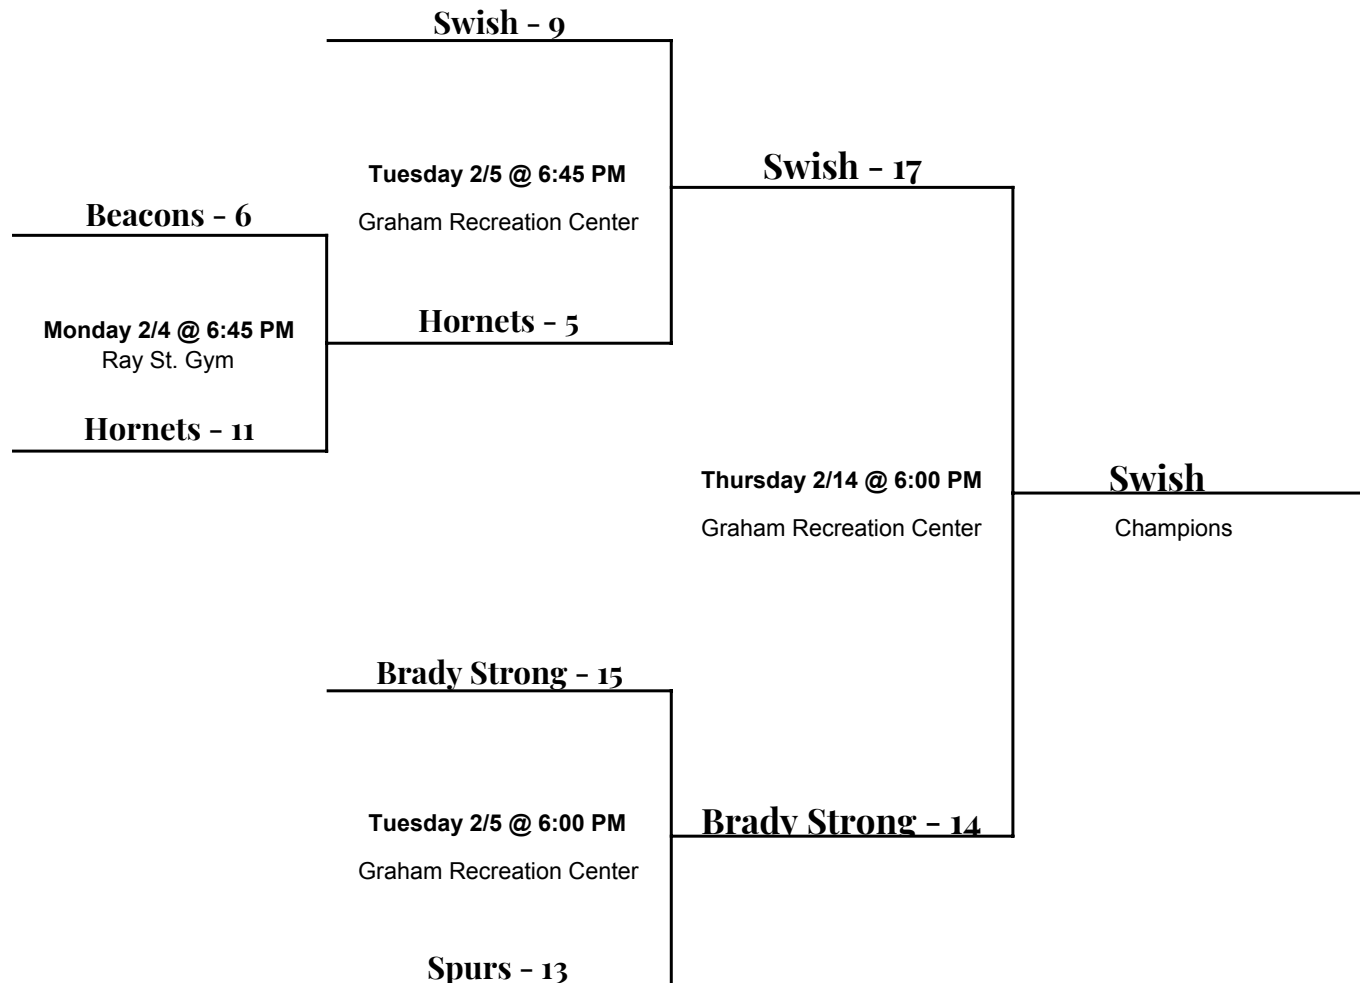 Swish - 9
Tuesday 2/5 @ 6:45 PM
Graham Recreation Center
Swish - 17
Beacons - 6
Monday 2/4 @ 6:45 PM
Ray St. Gym
Hornets - 5
Hornets - 11
Thursday 2/14 @ 6:00 PM
Graham Recreation Center
Swish
Champions
Brady Strong - 15
Tuesday 2/5 @ 6:00 PM
Graham Recreation Center
Brady Strong - 14
Spurs - 13